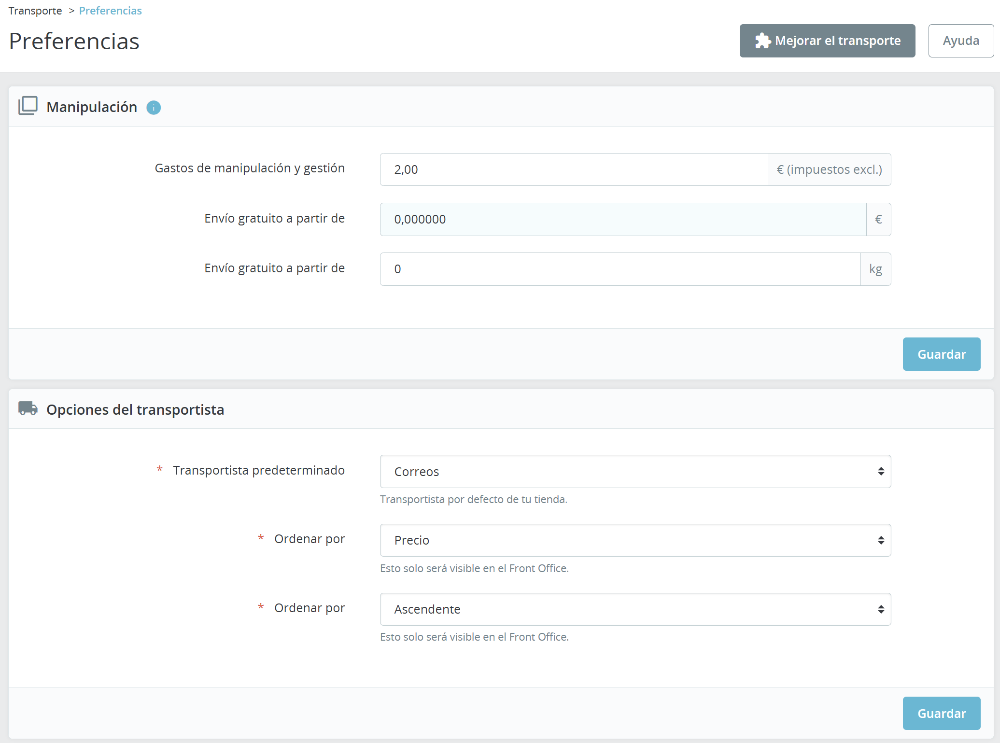 Transporte > Preferencias
Preferencias
Mejorar el transporte
Ayuda
Manipulación i
Gastos de manipulación y gestión 2,00 € (impuestos excl.)
Envío gratuito a partir de 0,000000 €
Envío gratuito a partir de 0 kg
Guardar
Opciones del transportista
* Transportista predeterminado Correos
Transportista por defecto de tu tienda.
* Ordenar por Precio
Esto solo será visible en el Front Office.
* Ordenar por Ascendente
Esto solo será visible en el Front Office.
Guardar